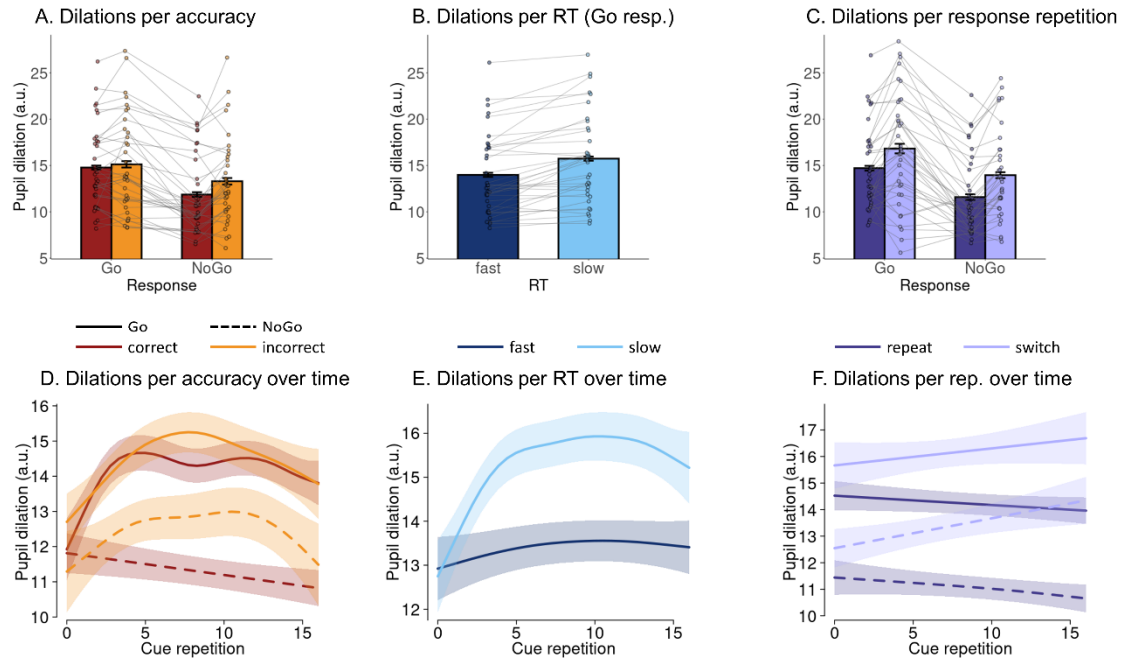 A. Dilations per accuracy
B. Dilations per RT (Go resp.)
C. Dilations per response repetition
Pupil dilation (a.u.)
25
20
15
10
5
Go
NoGo
Response
Pupil dilation (a.u.)
25
20
15
10
5
fast
slow
RT
Pupil dilation (a.u.)
25
20
15
10
5
Go
NoGo
Response
Go
NoGo
correct
incorrect
fast
slow
repeat
switch
D. Dilations per accuracy over time
E. Dilations per RT over time
F. Dilations per rep. over time
Pupil dilation (a.u.)
16
15
14
13
12
11
10
0
5
10
15
Cue repetition
Pupil dilation (a.u.)
16
15
14
13
12
0
5
10
15
Cue repetition
Pupil dilation (a.u.)
17
16
15
14
13
12
11
10
0
5
10
15
Cue repetition